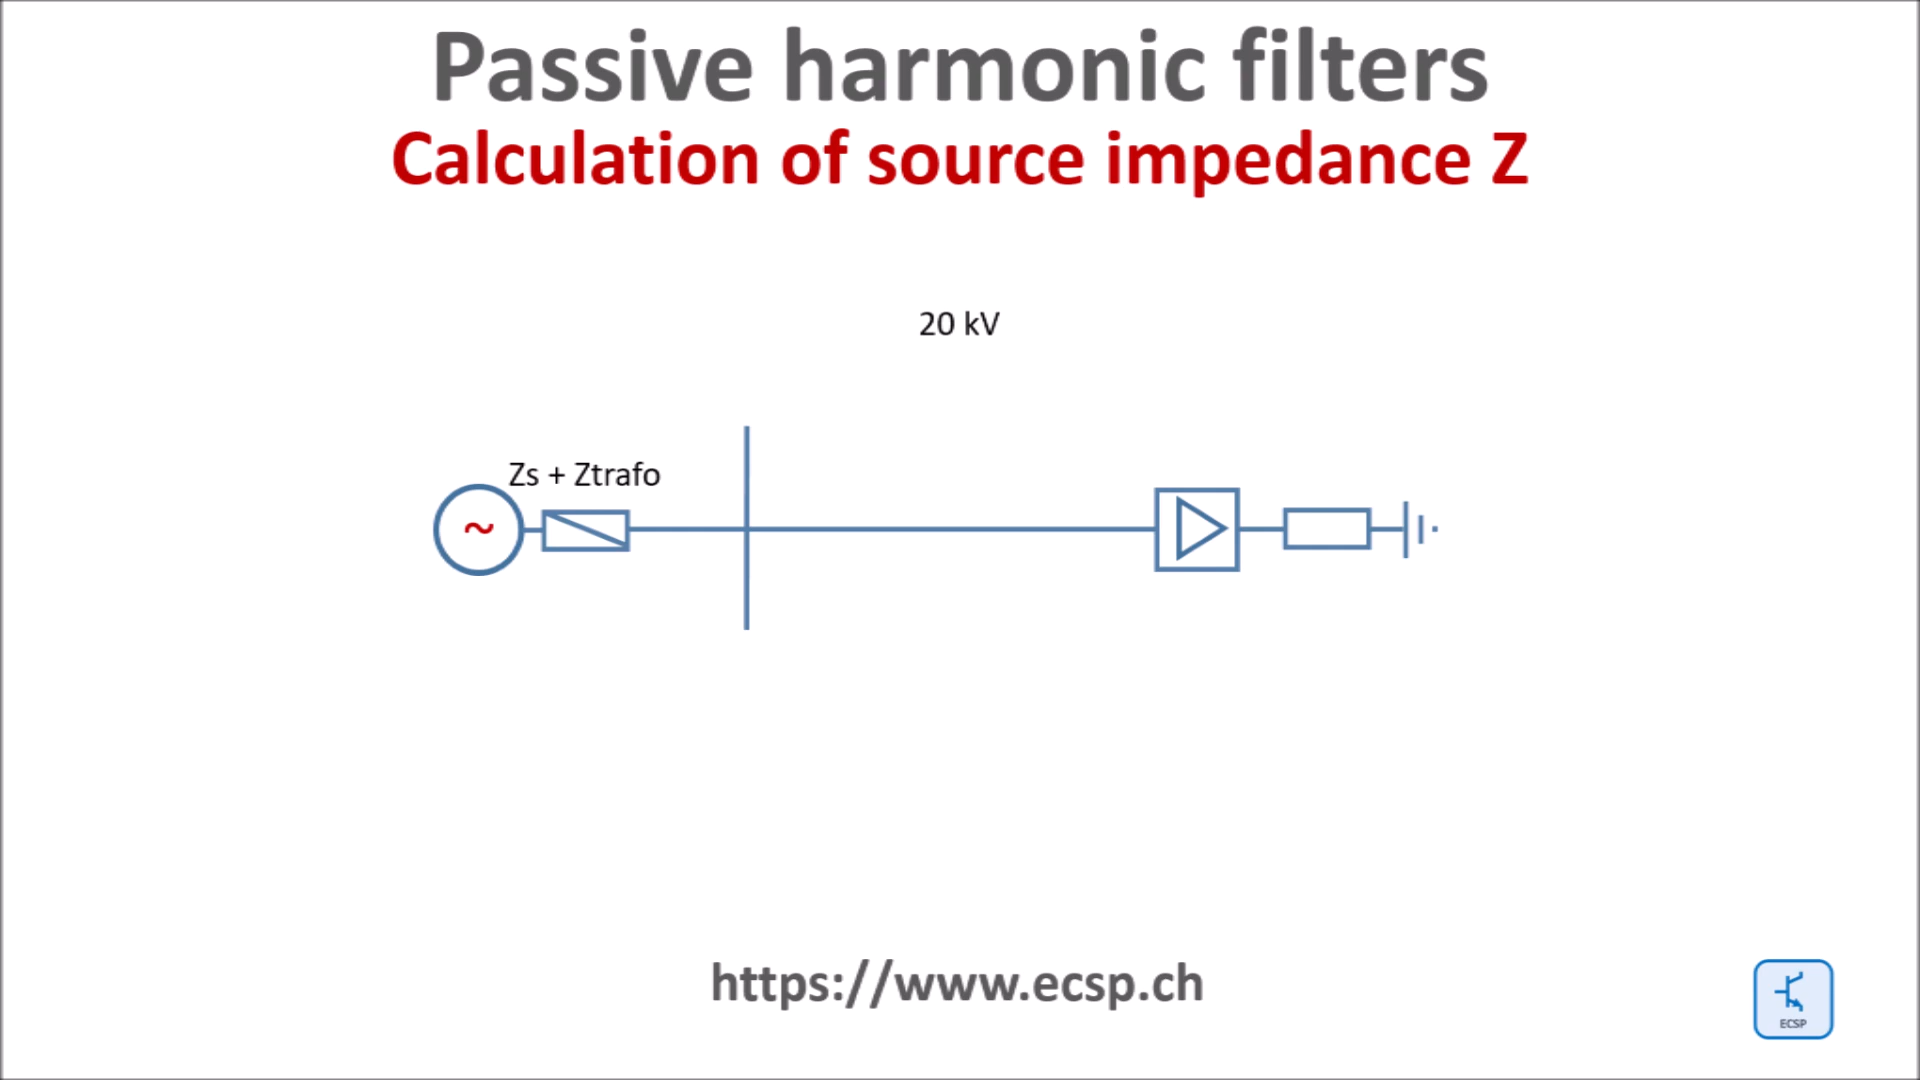 Passive harmonic filters
Calculation of source impedance Z
20 kV
Zs + Ztrafo
~
https://www.ecsp.ch
ECSP